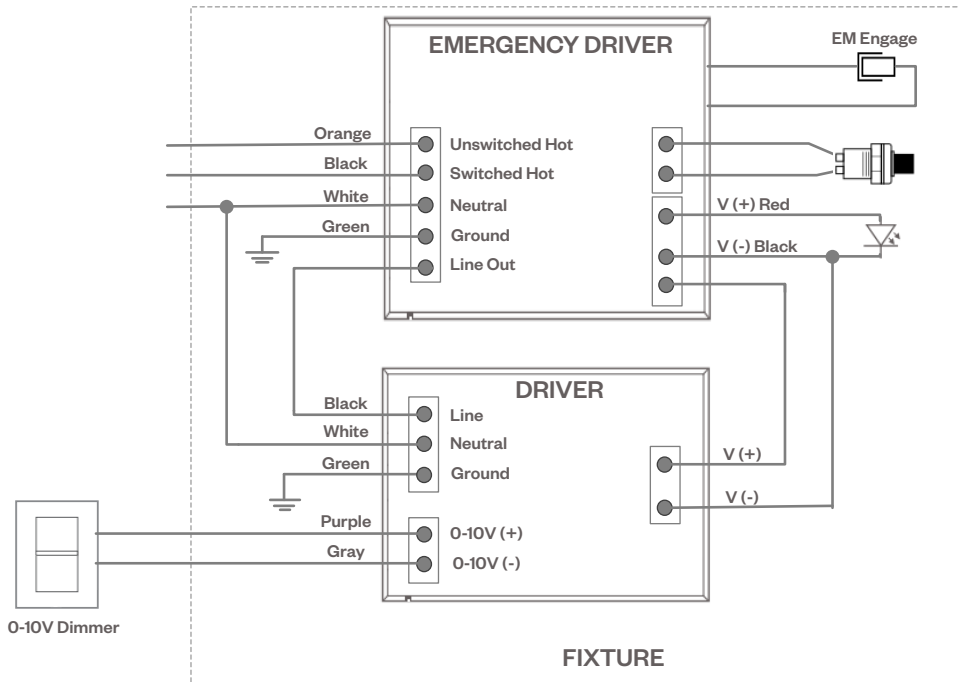 EMERGENCY DRIVER
EM Engage
Orange
Unswitched Hot
Black
Switched Hot
White
Neutral
V (+) Red
Green
Ground
V (-) Black
Line Out
DRIVER
Black
Line
White
Neutral
V (+)
Green
Ground
V (-)
Purple
0-10V (+)
Gray
0-10V (-)
0-10V Dimmer
FIXTURE